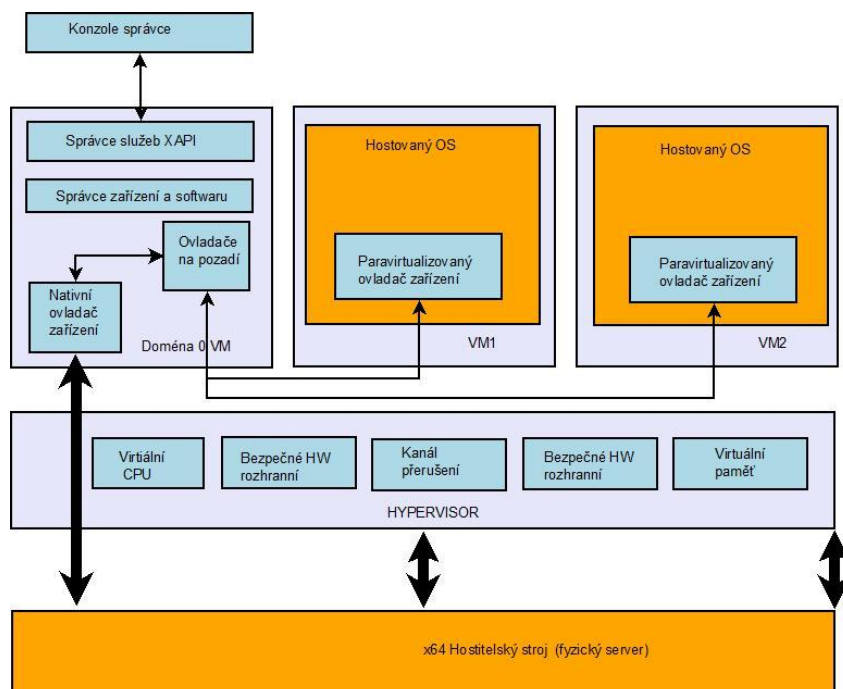 Konzole správce
Správce služeb XAPI
Správce zařízení a softwaru
Ovladače
na pozadí
Nativní
ovladač
zařízení
Doména 0 VM
Hostovaný OS
Paravirtualizovaný
ovladač zařízení
VM1
Hostovaný OS
Paravirtualizovaný
ovladač zařízení
VM2
Virtiální
CPU
Bezpečné HW
rozhranní
Kanál
přerušení
Bezpečné HW
rozhranní
Virtuální
paměť
HYPERVISOR
x64 Hostitelský stroj (fyzický server)